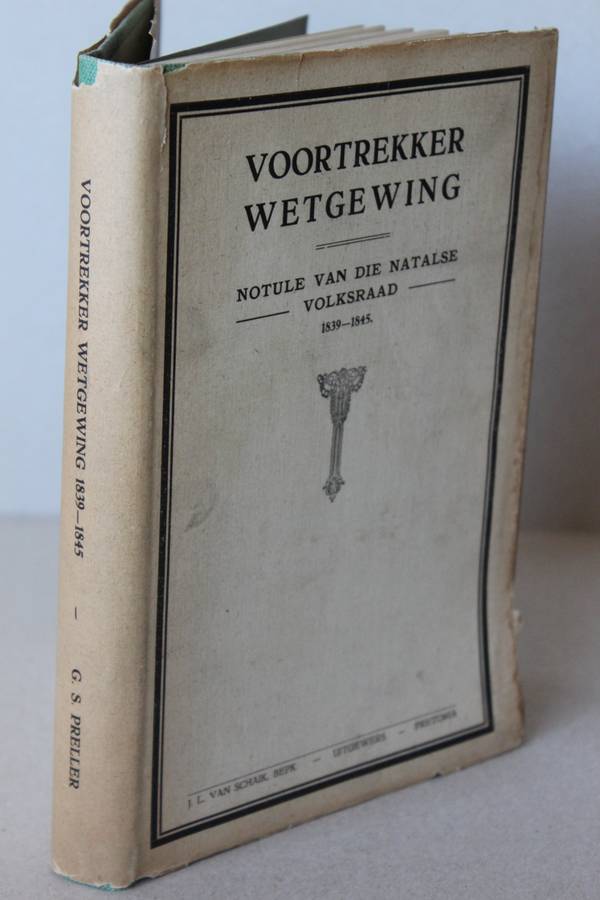 VOORTREKKER
WETGEWING
NOTULE VAN DIE NATALSE
VOLKSRAAD
1839—1845.
J. L. VAN SCHAIK, BEPK — UITGEWERS — PRETORIA
VOORTREKKER WETGEWING 1839—1845 — G. S. PRELLER